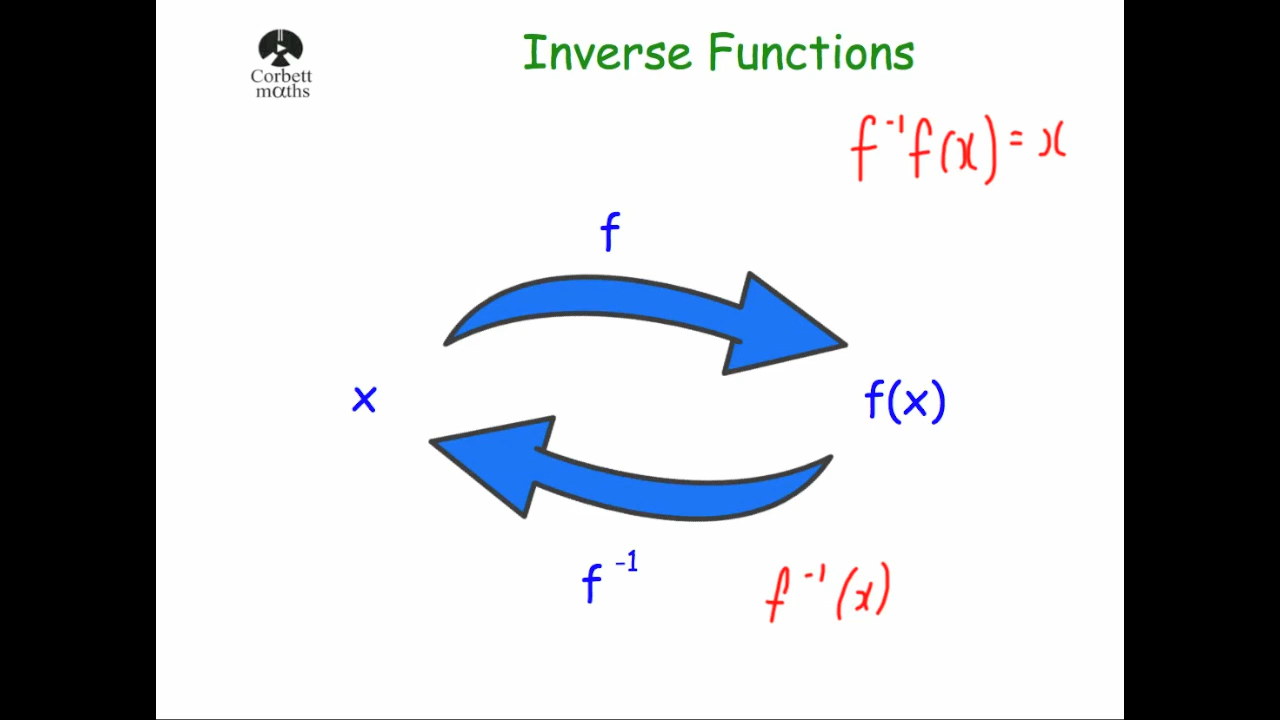 Corbett
mαths
Inverse Functions
f⁻¹f(x) = x
f
x
f(x)
f⁻¹
f⁻¹(x)